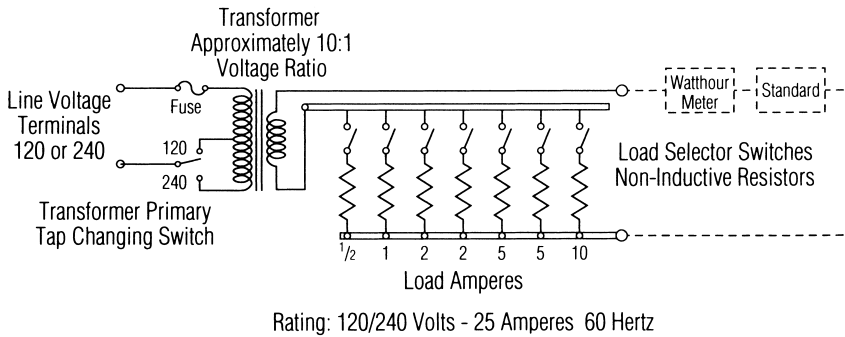 Transformer
Approximately 10:1
Voltage Ratio
Line Voltage
Terminals
120 or 240
Fuse
120
240
Transformer Primary
Tap Changing Switch
Watthour
Meter
Standard
Load Selector Switches
Non-Inductive Resistors
1/2 1 2 2 5 5 10
Load Amperes
Rating: 120/240 Volts - 25 Amperes 60 Hertz